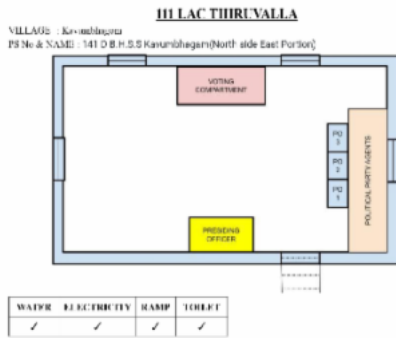 111 LAC THIRUVALLA
VILLAGE : Kavumbhagom
PS No & NAME : 141 D B.H.S.S Kavumbhagam(North side East Portion)
VOTING
COMPARTMENT
PO 3
PO 2
PO 1
POLITICAL PARTY AGENTS
PRESIDING
OFFICER
WATER ELECTRICITY RAMP TOILET
✓ ✓ ✓ ✓